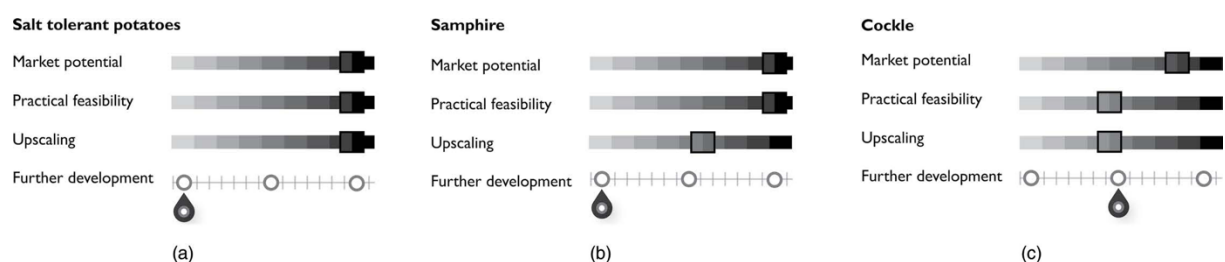 Salt tolerant potatoes
Market potential
Practical feasibility
Upscaling
Further development
(a)
Samphire
Market potential
Practical feasibility
Upscaling
Further development
(b)
Cockle
Market potential
Practical feasibility
Upscaling
Further development
(c)